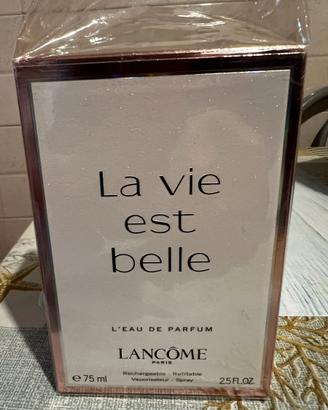 La vie
est
belle
L'EAU DE PARFUM
LANCÔME
PARIS
Rechargeable - Refillable
℮ 75 ml Vaporisateur - Spray 2.5 FL.OZ.